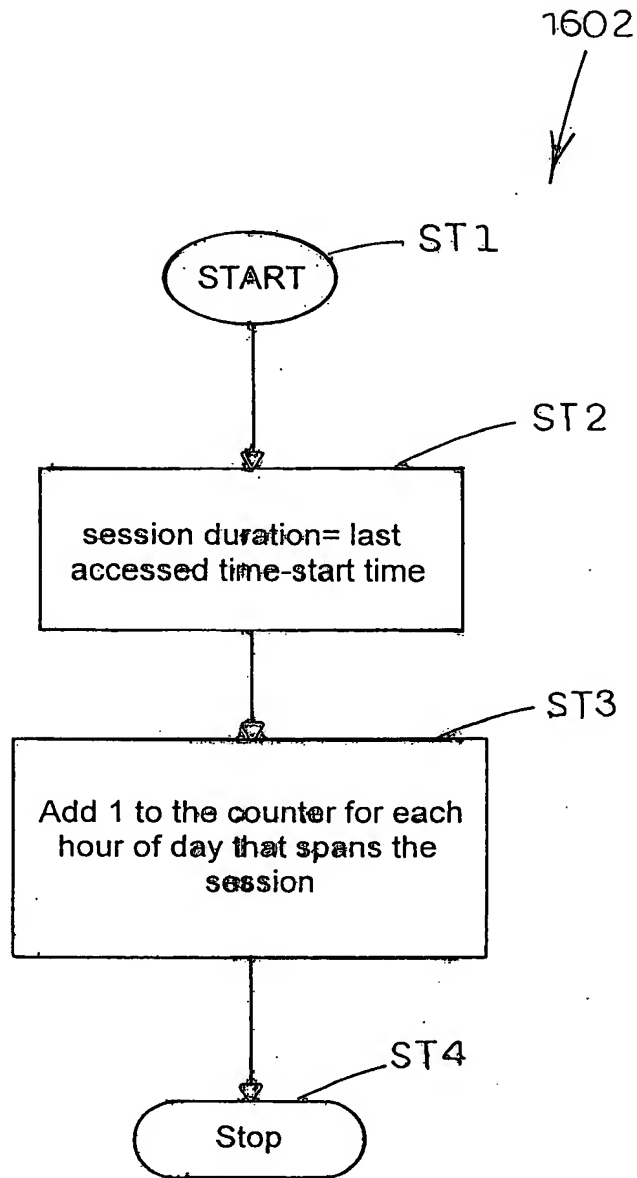 1602
ST1
START
ST2
session duration= last
accessed time-start time
ST3
Add 1 to the counter for each
hour of day that spans the
session
ST4
Stop